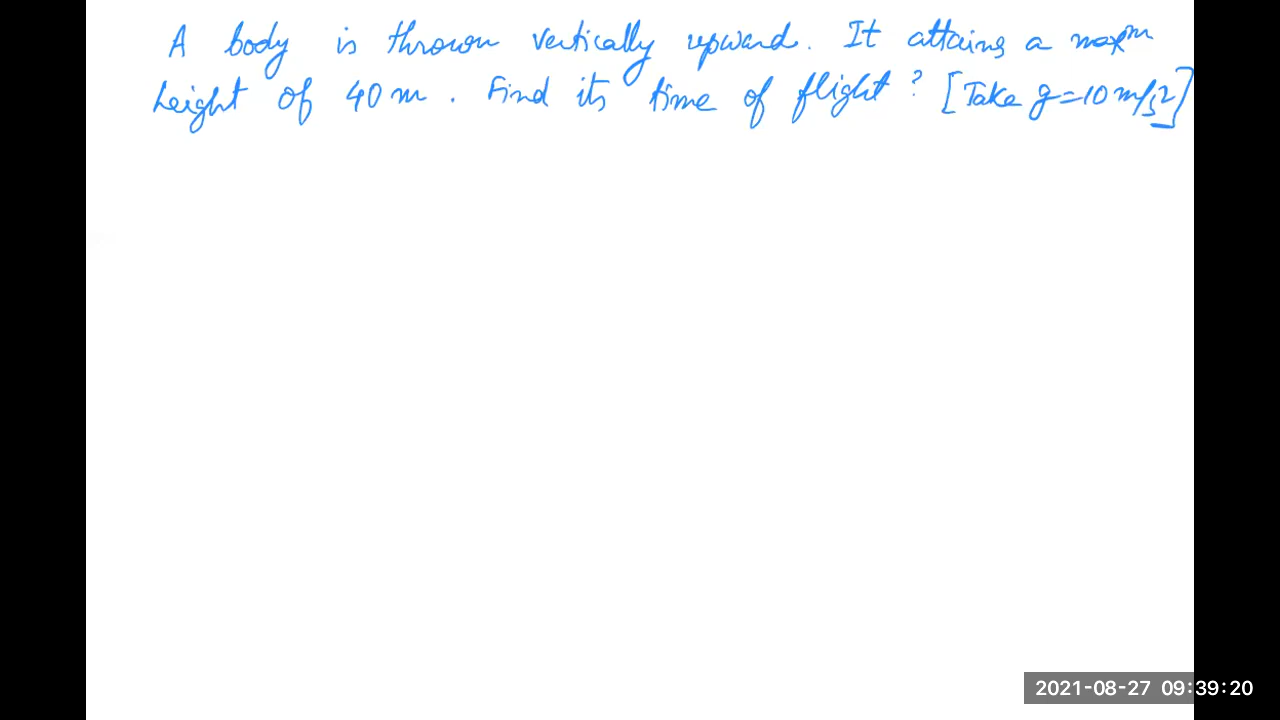 A body is thrown vertically upward. It attains a maxᵐ
height of 40 m. Find its time of flight? [Take g=10 m/s2]
2021-08-27 09:39:20